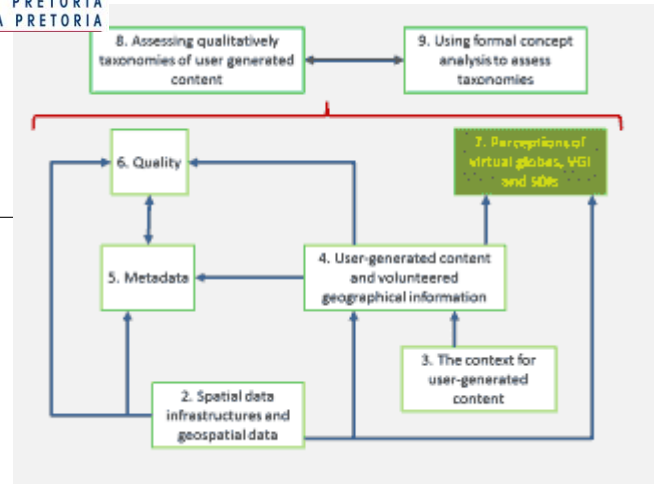 PRETORIA
A PRETORIA
8. Assessing qualitatively
taxonomies of user generated
content
9. Using formal concept
analysis to assess
taxonomies
6. Quality
7. Perceptions of
virtual globes, VGI
and SDIs
5. Metadata
4. User-generated content
and volunteered
geographical information
3. The context for
user-generated
content
2. Spatial data
infrastructures and
geospatial data